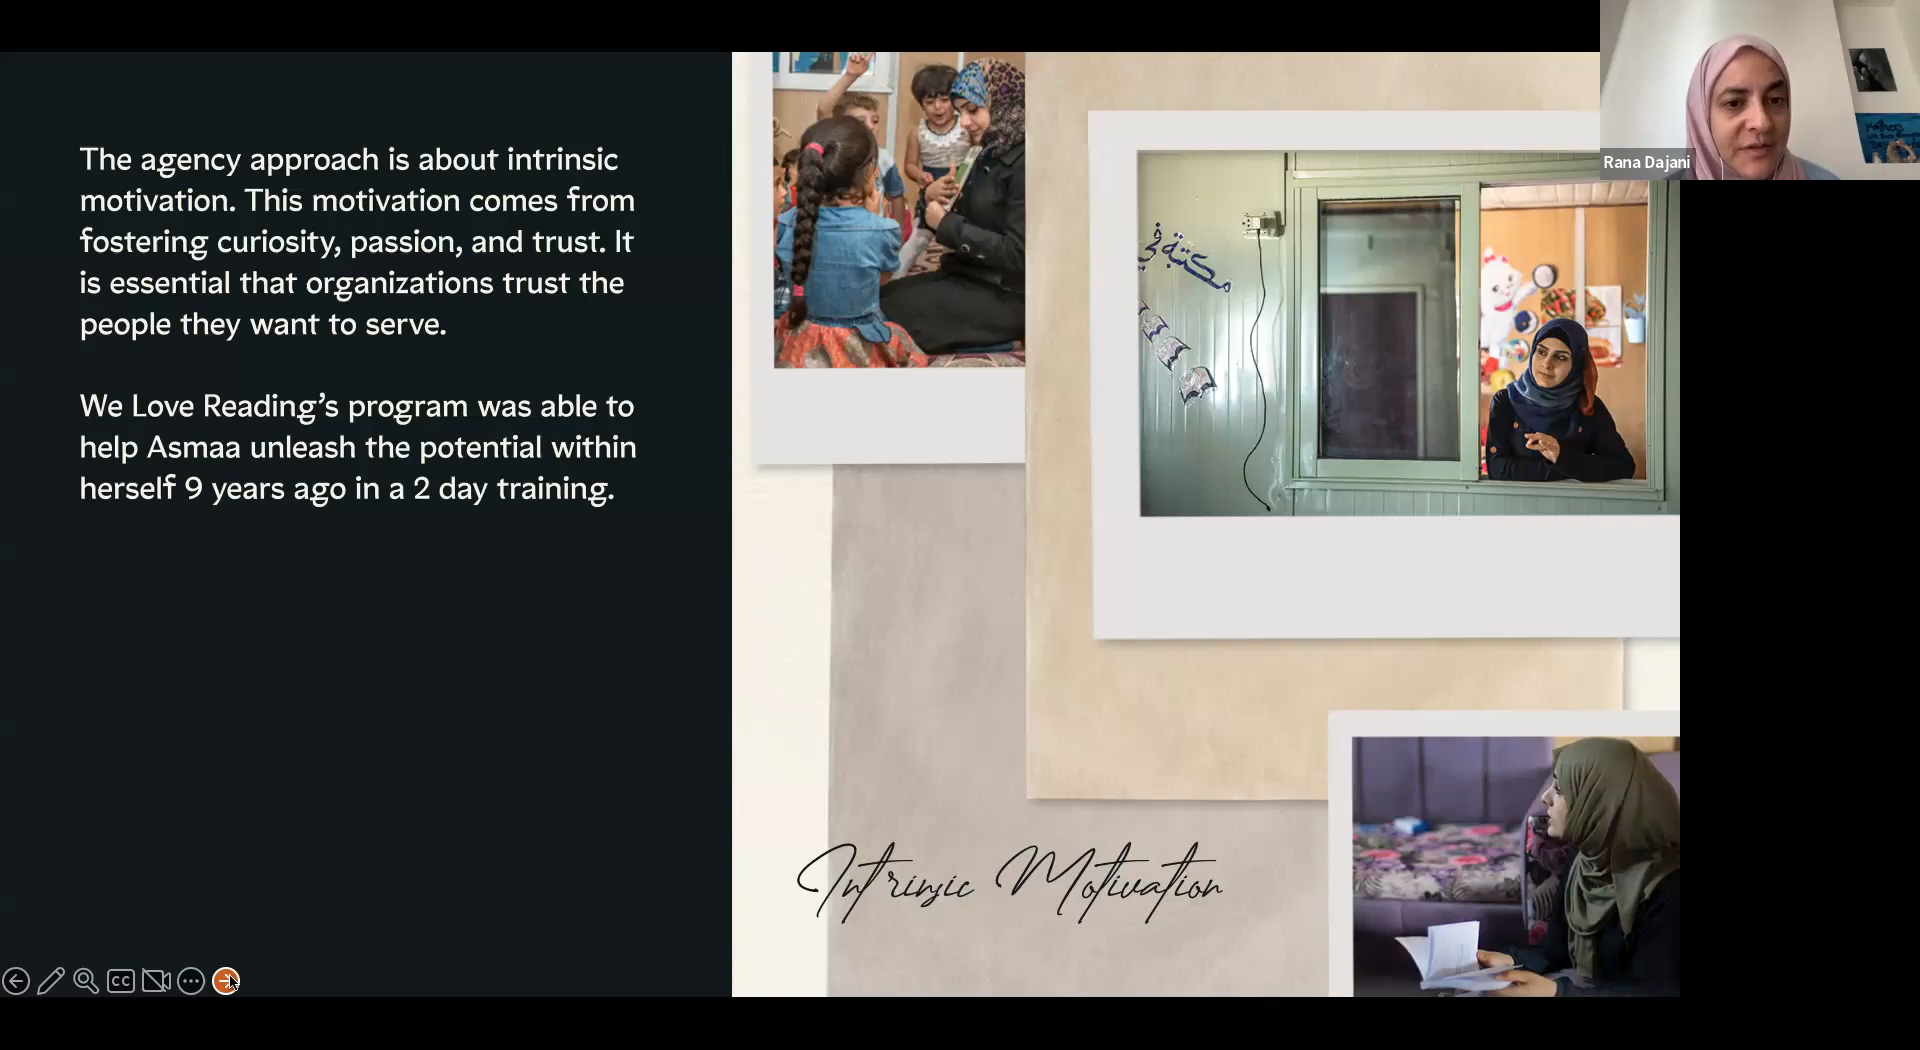 The agency approach is about intrinsic
motivation. This motivation comes from
fostering curiosity, passion, and trust. It
is essential that organizations trust the
people they want to serve.
We Love Reading’s program was able to
help Asmaa unleash the potential within
herself 9 years ago in a 2 day training.
مكتبة في
Intrinsic Motivation
Rana Dajani
Mothers
CC